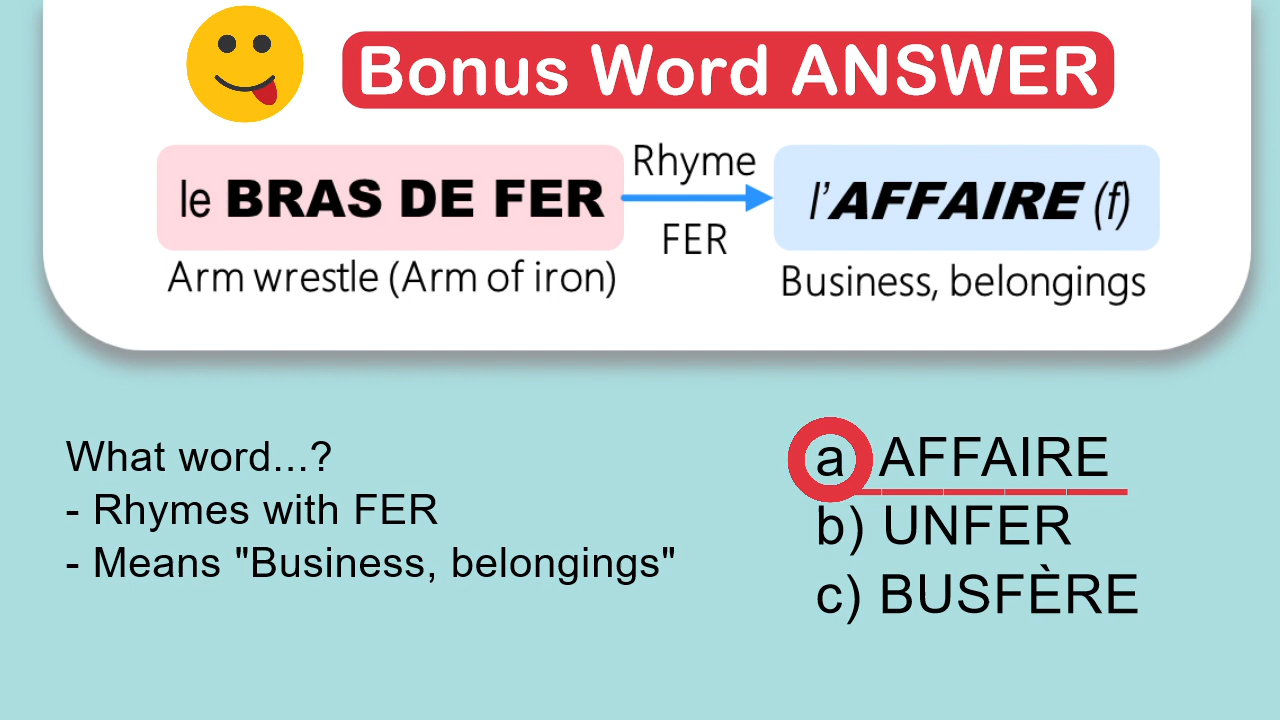 Bonus Word ANSWER
le BRAS DE FER
Rhyme
FER
l'AFFAIRE (f)
Arm wrestle (Arm of iron)
Business, belongings
What word...?
- Rhymes with FER
- Means "Business, belongings"
a AFFAIRE
b) UNFER
c) BUSFÈRE